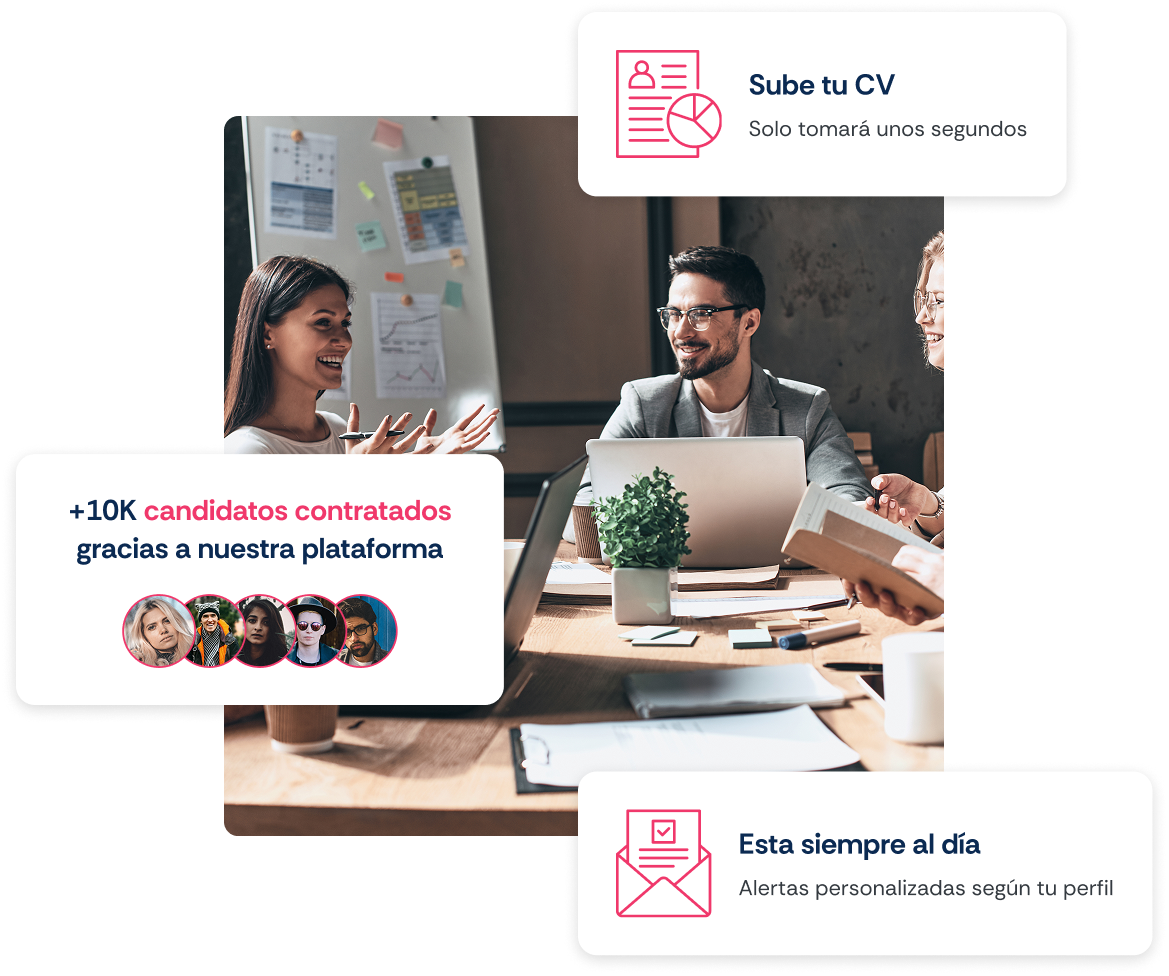 Sube tu CV
Solo tomará unos segundos
+10K candidatos contratados
gracias a nuestra plataforma
Esta siempre al día
Alertas personalizadas según tu perfil